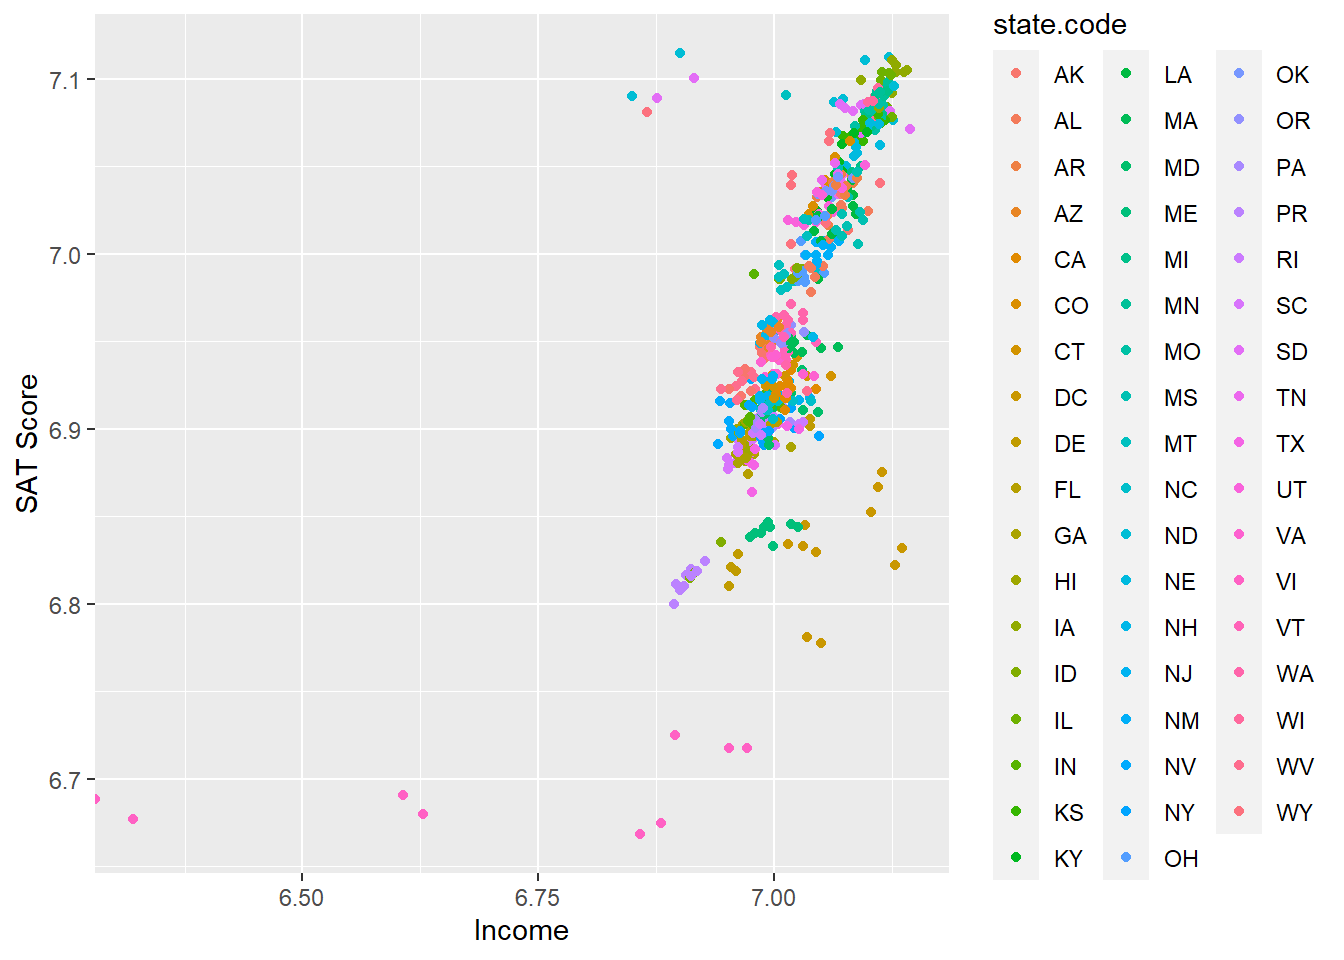 state.code
7.1
7.0
6.9
6.8
6.7
SAT Score
6.50 6.75 7.00
Income
AK LA OK
AL MA OR
AR MD PA
AZ ME PR
CA MI RI
CO MN SC
CT MO SD
DC MS TN
DE MT TX
FL NC UT
GA ND VA
HI NE VI
IA NH VT
ID NJ WA
IL NM WI
IN NV WV
KS NY WY
KY OH